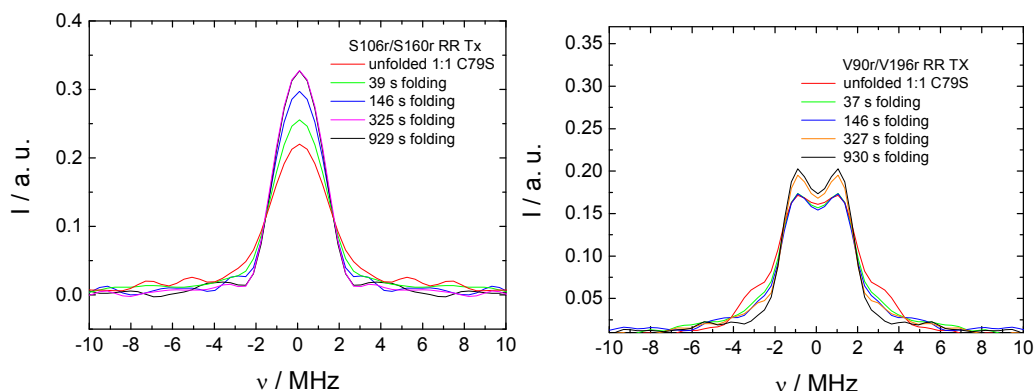 0.4
0.3
0.2
0.1
0.0
I / a. u.
S106r/S160r RR Tx
unfolded 1:1 C79S
39 s folding
146 s folding
325 s folding
929 s folding
-10 -8 -6 -4 -2 0 2 4 6 8 10
ν / MHz
0.35
0.30
0.25
0.20
0.15
0.10
0.05
I / a. u.
V90r/V196r RR TX
unfolded 1:1 C79S
37 s folding
146 s folding
327 s folding
930 s folding
-10 -8 -6 -4 -2 0 2 4 6 8 10
ν / MHz